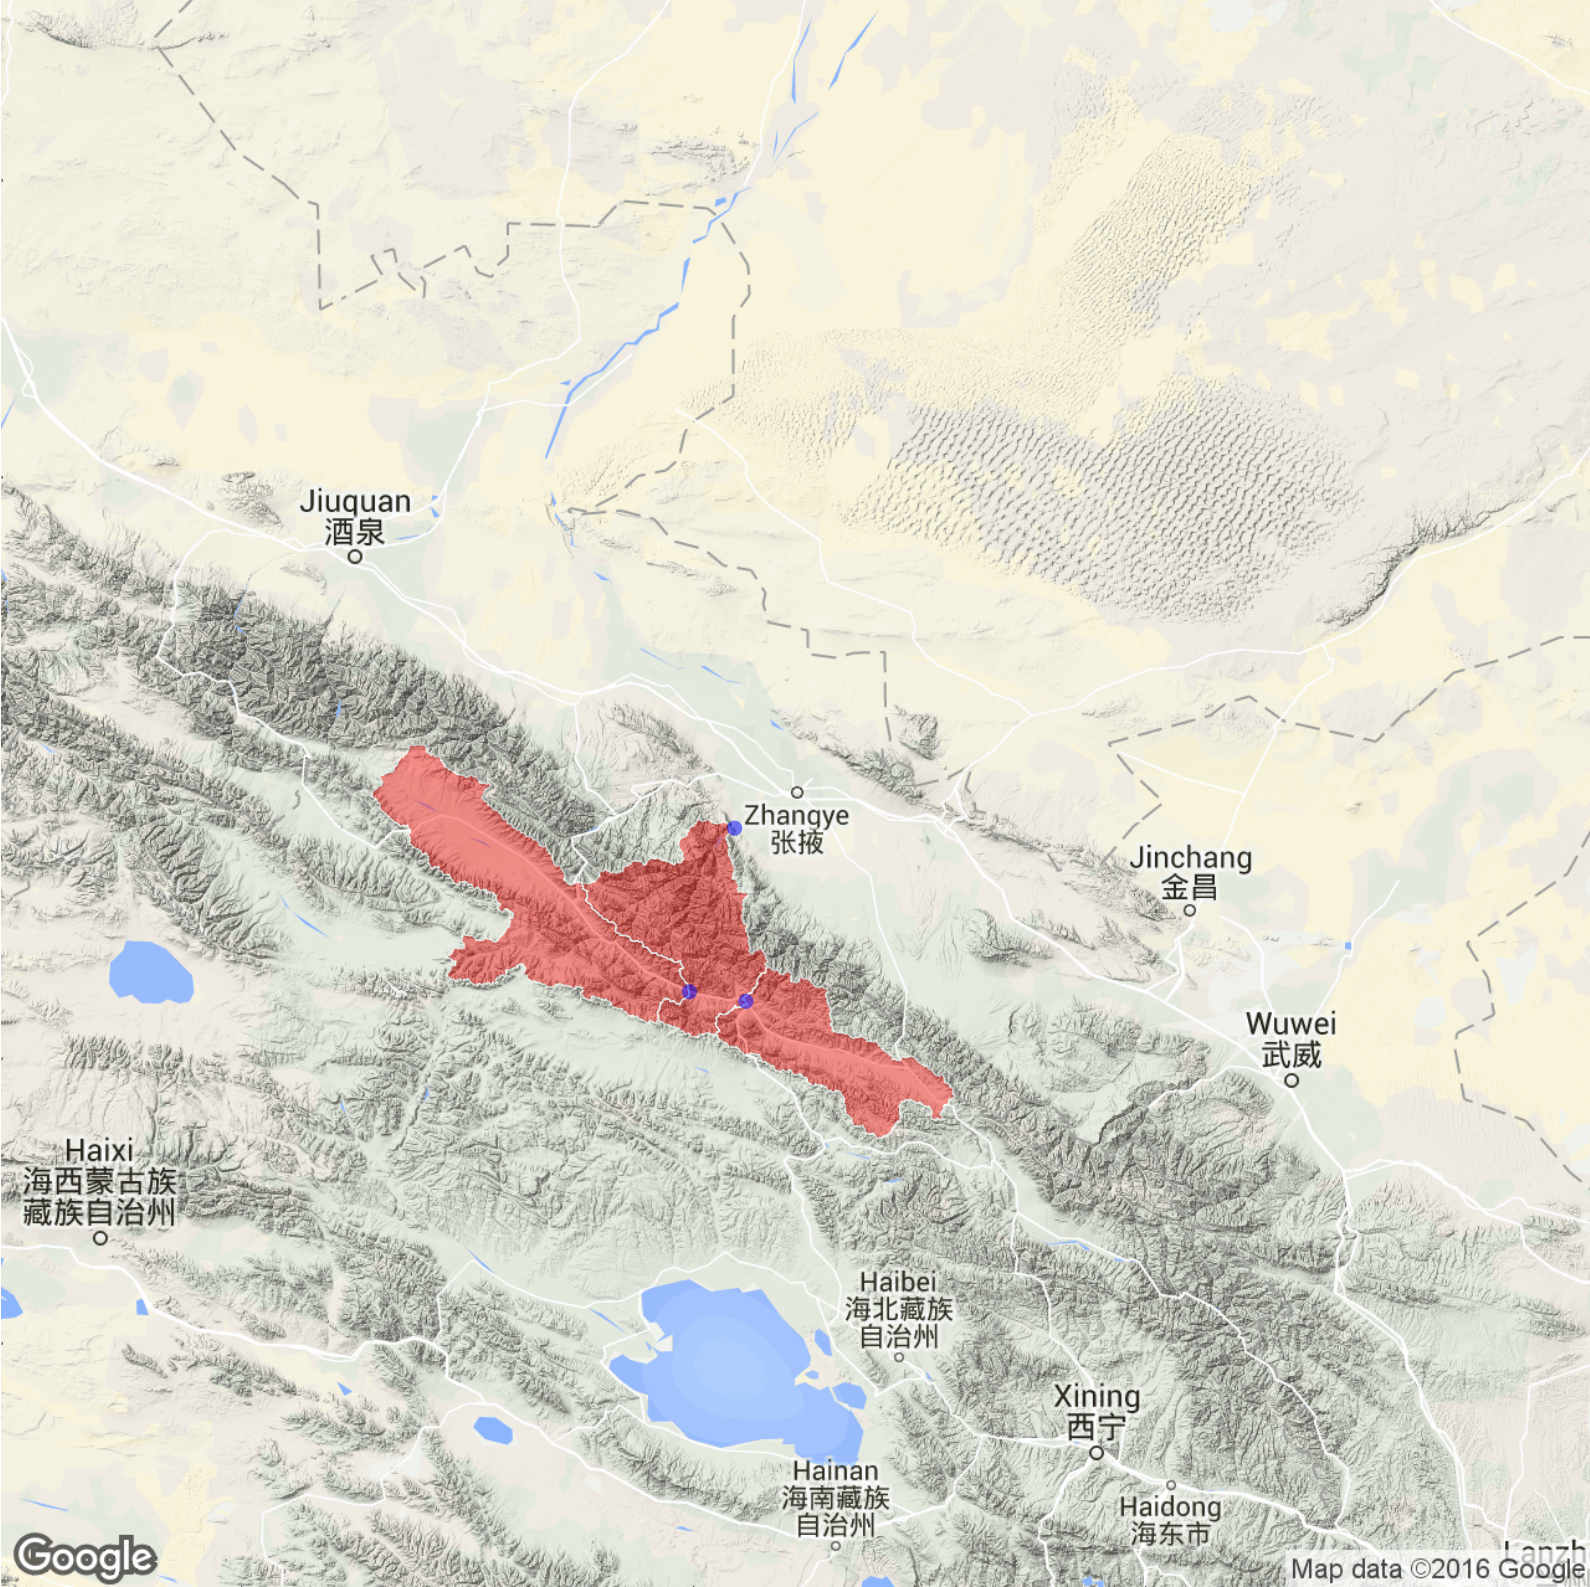 Jiuquan
酒泉
Zhangye
张掖
Jinchang
金昌
Wuwei
武威
Haixi
海西蒙古族
藏族自治州
Haibei
海北藏族
自治州
Xining
西宁
Hainan
海南藏族
自治州
Haidong
海东市
Lanzh
Google
Map data ©2016 Google